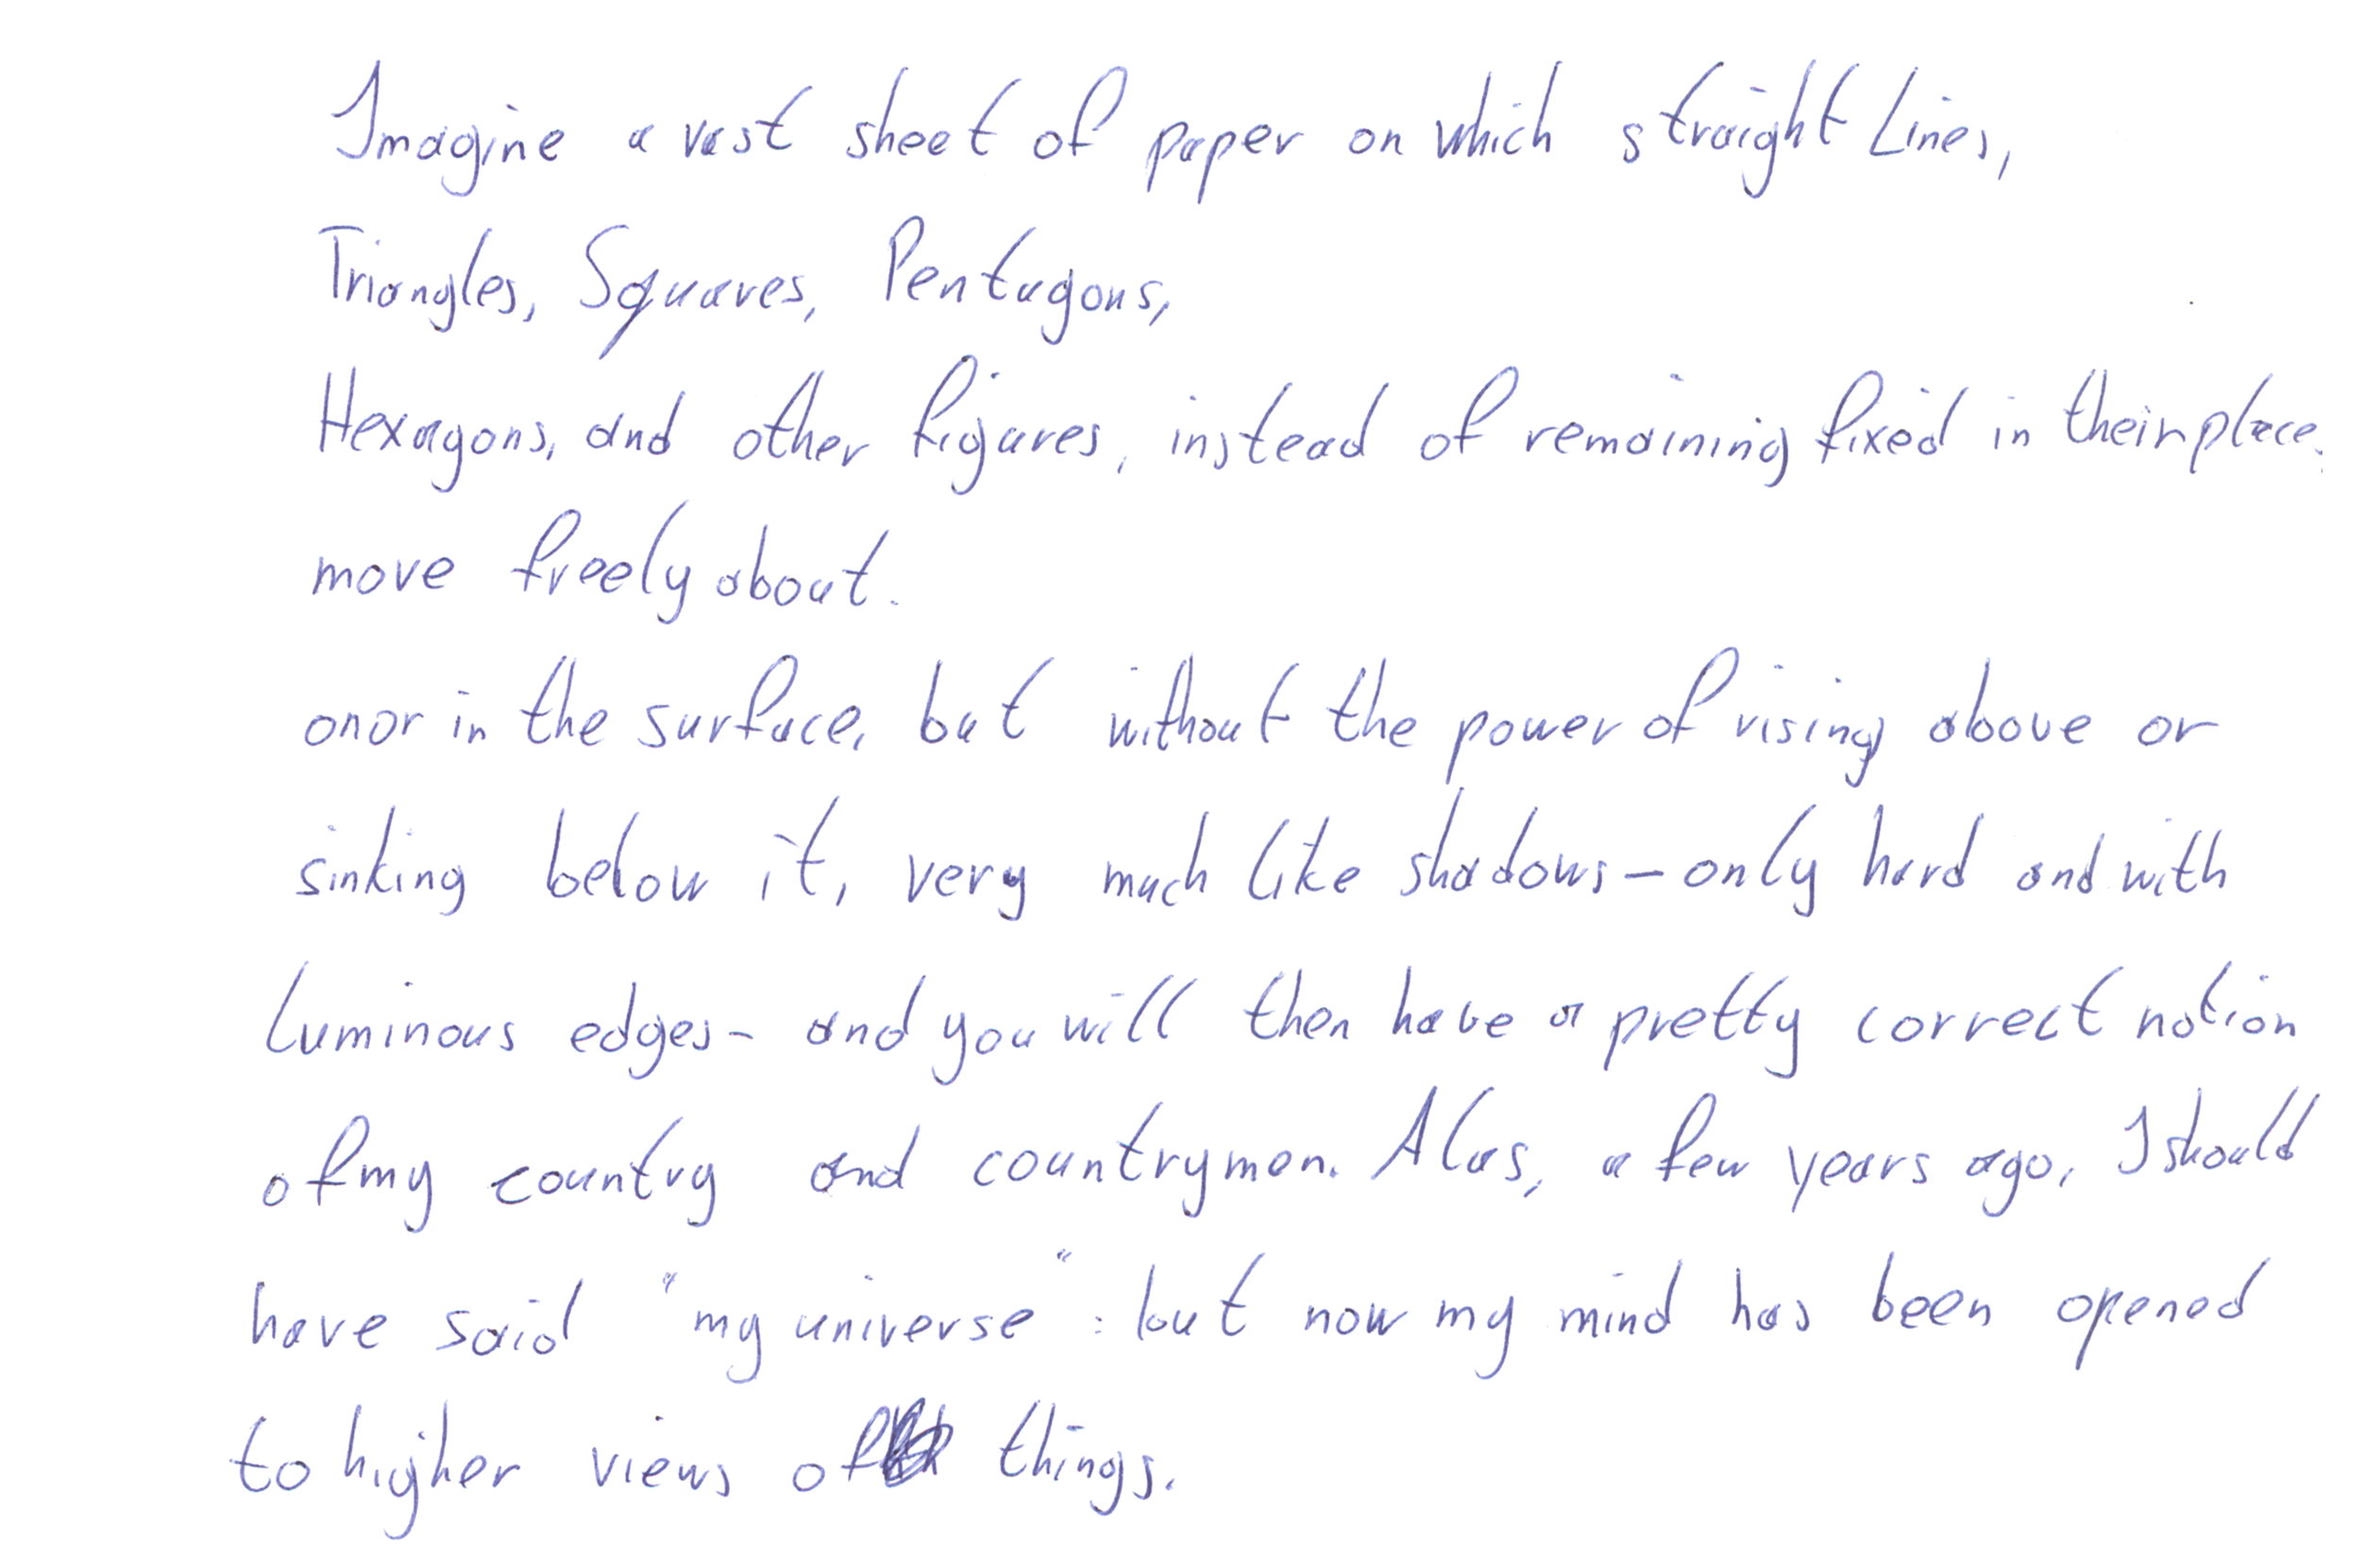 Imagine a vast sheet of paper on which straight Lines,
Triangles, Squares, Pentagons,
Hexagons, and other figures, instead of remaining fixed in their place.
move freely about.
on or in the surface, but without the power of rising above or
sinking below it, very much like shadows - only hard and with
luminous edges - and you will then have a pretty correct notion
of my country and countrymen. Alas, a few years ago, I should
have said "my universe": but now my mind has been opened
to higher views of things.